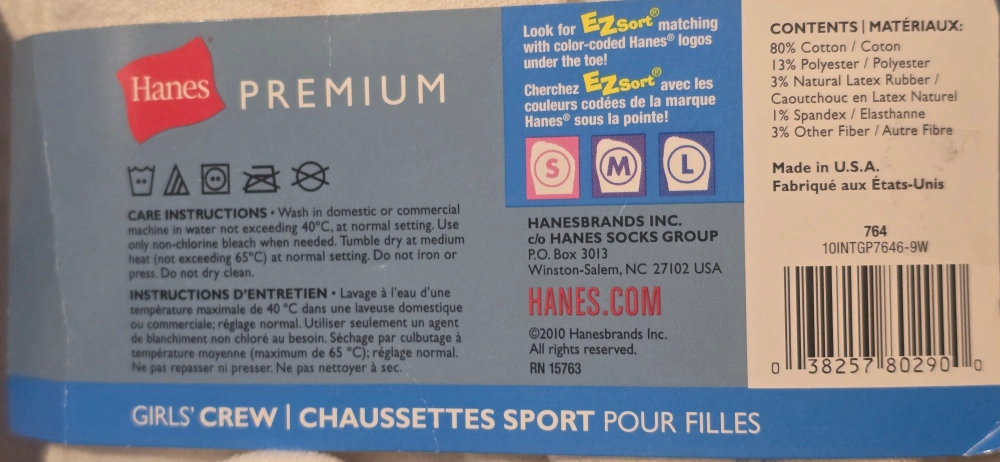 Hanes®
PREMIUM
CARE INSTRUCTIONS • Wash in domestic or commercial
machine in water not exceeding 40°C, at normal setting. Use
only non-chlorine bleach when needed. Tumble dry at medium
heat (not exceeding 65°C) at normal setting. Do not iron or
press. Do not dry clean.
INSTRUCTIONS D'ENTRETIEN • Lavage à l'eau d'une
température maximale de 40 °C dans une laveuse domestique
ou commerciale; réglage normal. Utiliser seulement un agent
de blanchiment non chloré au besoin. Séchage par culbutage à
température moyenne (maximum de 65 °C); réglage normal.
Ne pas repasser ni presser. Ne pas nettoyer à sec.
Look for EZsort® matching
with color-coded Hanes® logos
under the toe!
Cherchez EZsort® avec les
couleurs codées de la marque
Hanes® sous la pointe!
S M L
HANESBRANDS INC.
c/o HANES SOCKS GROUP
P.O. Box 3013
Winston-Salem, NC 27102 USA
HANES.COM
©2010 Hanesbrands Inc.
All rights reserved.
RN 15763
CONTENTS | MATÉRIAUX:
80% Cotton / Coton
13% Polyester / Polyester
3% Natural Latex Rubber /
Caoutchouc en Latex Naturel
1% Spandex / Elasthanne
3% Other Fiber / Autre Fibre
Made in U.S.A.
Fabriqué aux États-Unis
764
10INTGP7646-9W
0 38257 80290 0
GIRLS' CREW | CHAUSSETTES SPORT POUR FILLES